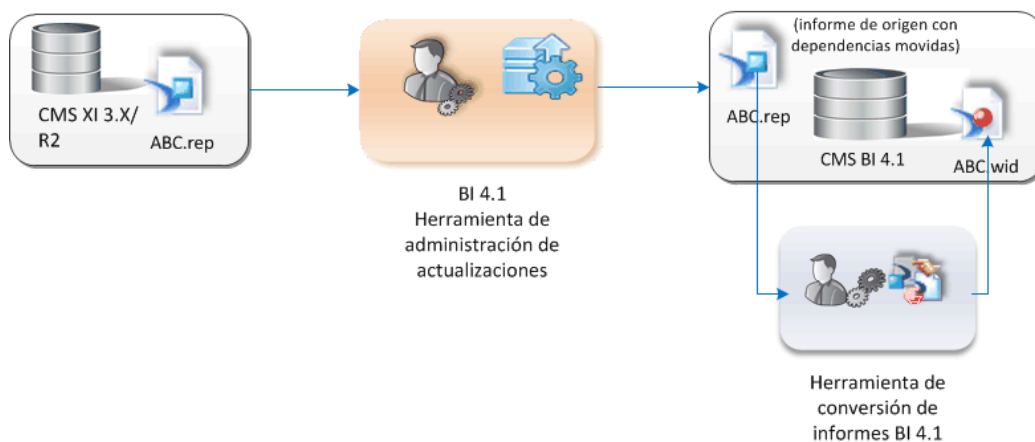 CMS XI 3.X/
R2
ABC.rep
BI 4.1
Herramienta de
administración de
actualizaciones
(informe de origen con
dependencias movidas)
ABC.rep
CMS BI 4.1
ABC.wid
Herramienta de
conversión de
informes BI 4.1